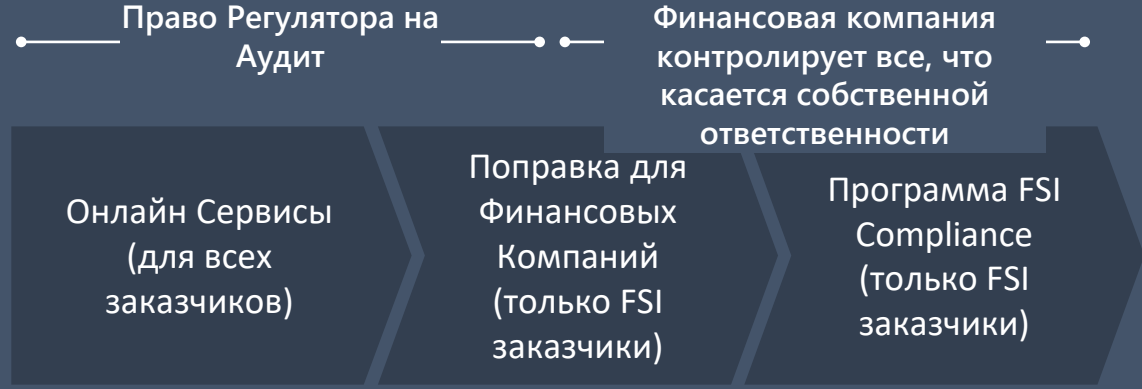 Право Регулятора на
Аудит
Финансовая компания
контролирует все, что
касается собственной
ответственности
Онлайн Сервисы
(для всех
заказчиков)
Поправка для
Финансовых
Компаний
(только FSI
заказчики)
Программа FSI
Compliance
(только FSI
заказчики)